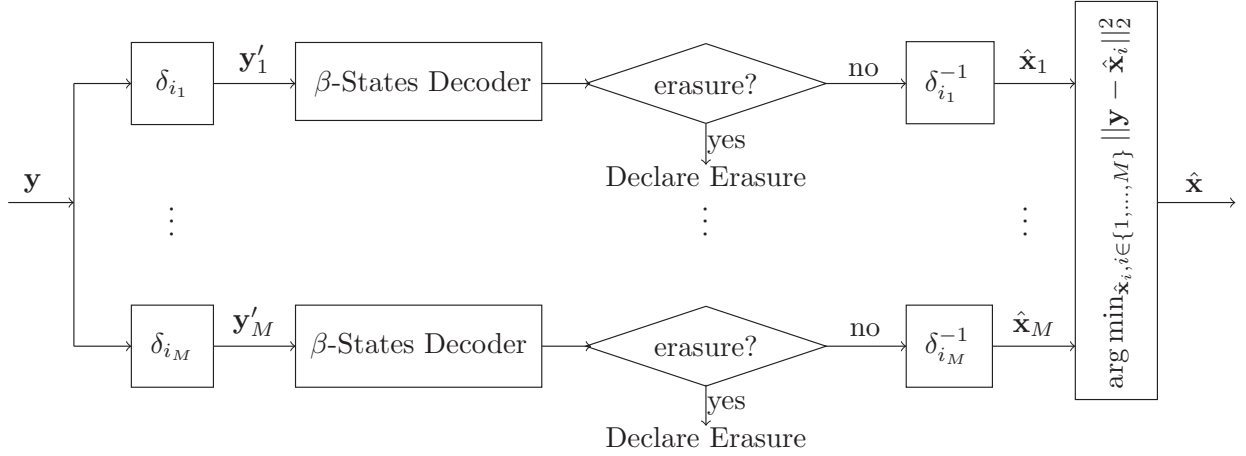 y
δ_{i_1}
y′_1
β-States Decoder
erasure?
no
δ_{i_1}^{-1}
x̂_1
yes
Declare Erasure
⋮
⋮
⋮
δ_{i_M}
y′_M
β-States Decoder
erasure?
no
δ_{i_M}^{-1}
x̂_M
yes
Declare Erasure
arg min_{x̂_i, i∈{1,...,M}} ||y − x̂_i||_2^2
x̂